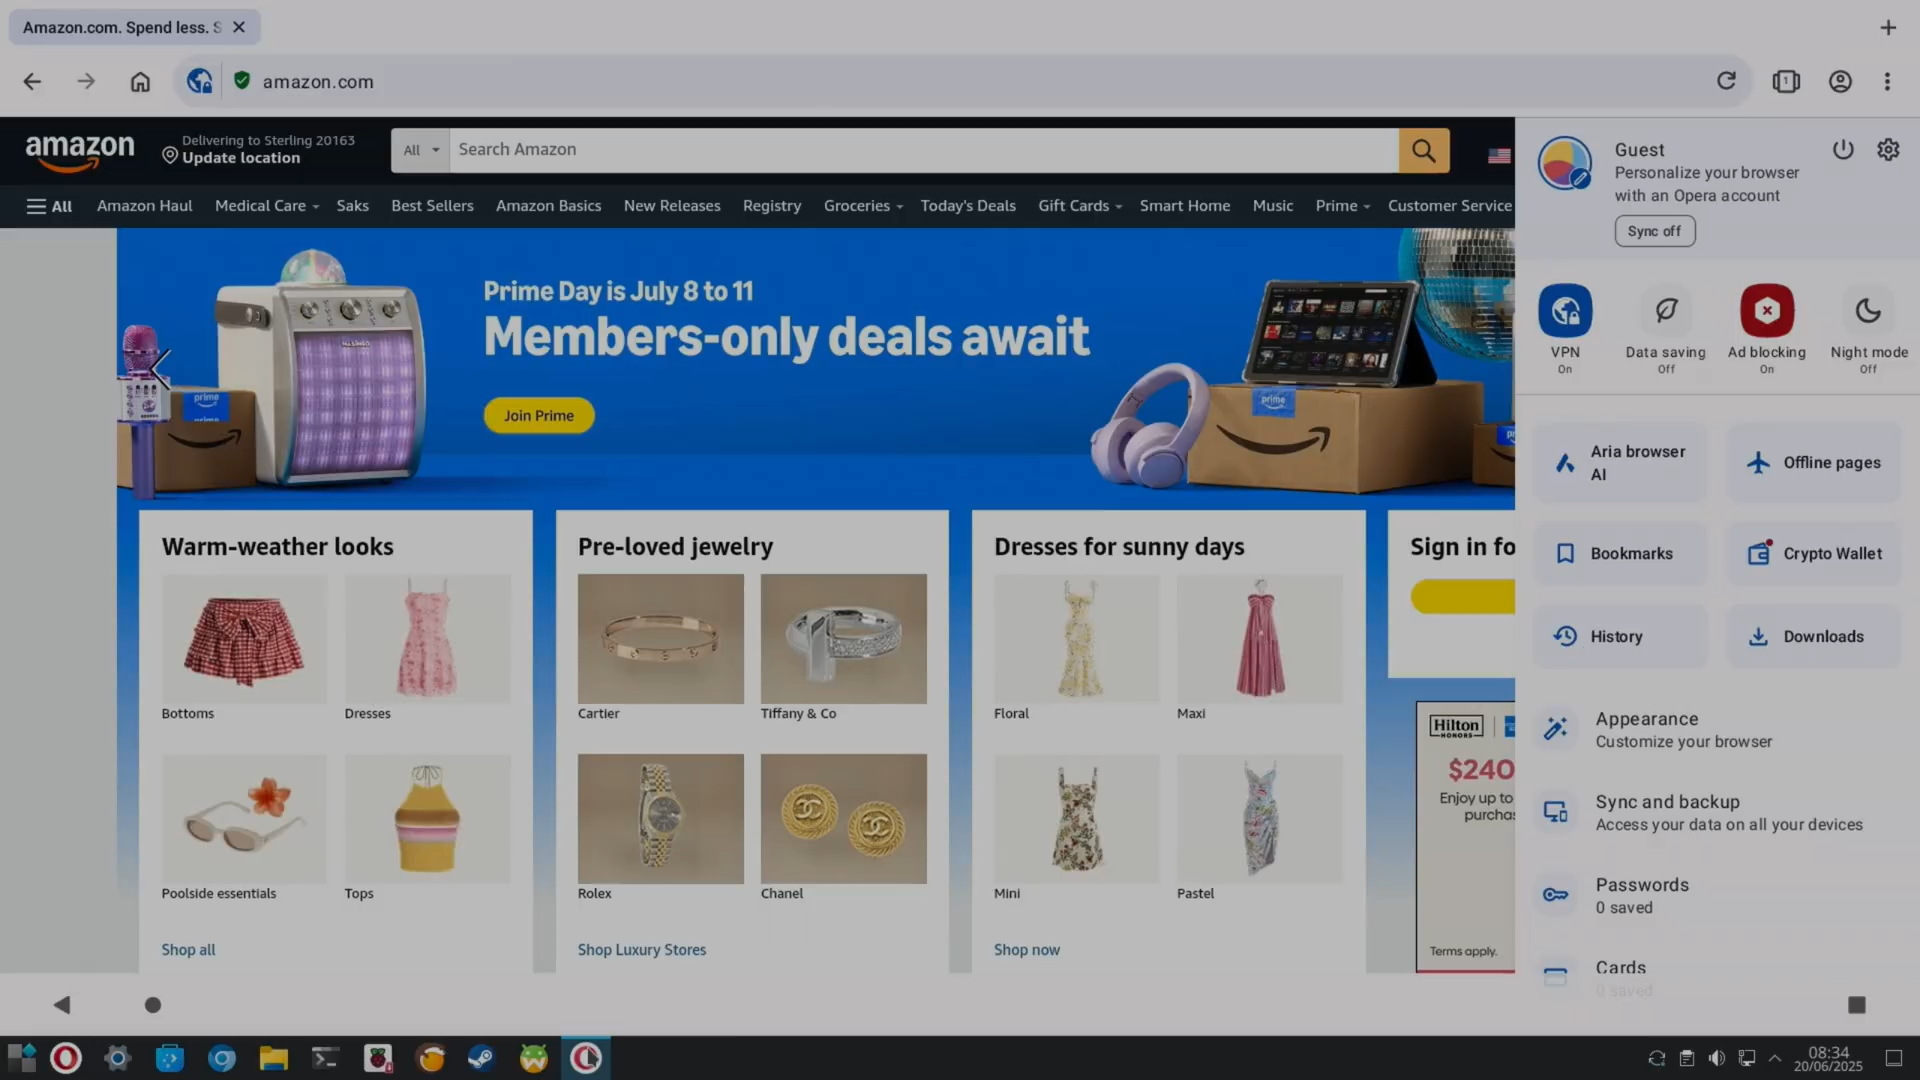 Amazon.com. Spend less. S
amazon.com
1
amazon
Delivering to Sterling 20163
Update location
All
Search Amazon
All
Amazon Haul
Medical Care
Saks
Best Sellers
Amazon Basics
New Releases
Registry
Groceries
Today's Deals
Gift Cards
Smart Home
Music
Prime
Customer Service
Prime Day is July 8 to 11
Members-only deals await
Join Prime
prime
prime
Warm-weather looks
Bottoms
Dresses
Poolside essentials
Tops
Shop all
Pre-loved jewelry
Cartier
Tiffany & Co
Rolex
Chanel
Shop Luxury Stores
Dresses for sunny days
Floral
Maxi
Mini
Pastel
Shop now
Sign in fo
Hilton
HONORS
$240
Enjoy up to
purchas
Terms apply.
Guest
Personalize your browser
with an Opera account
Sync off
VPN
On
Data saving
Off
Ad blocking
On
Night mode
Off
Aria browser
AI
Offline pages
Bookmarks
Crypto Wallet
History
Downloads
Appearance
Customize your browser
Sync and backup
Access your data on all your devices
Passwords
0 saved
Cards
0 saved
08:34
20/06/2025